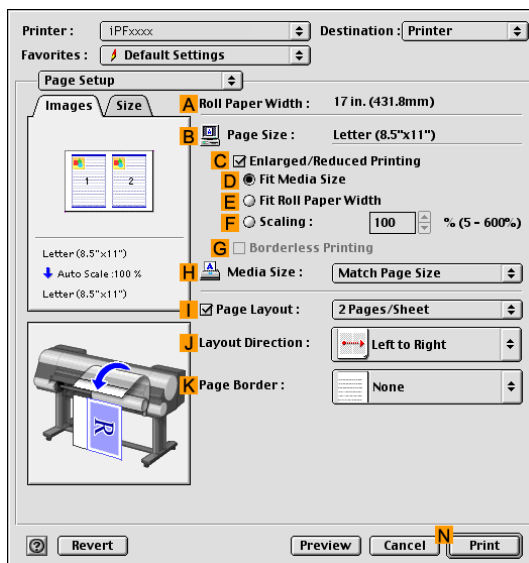 Printer : iPFxxxx Destination : Printer
Favorites : Default Settings
Page Setup
Images Size
A Roll Paper Width : 17 in. (431.8mm)
B Page Size : Letter (8.5"x11")
C Enlarged/Reduced Printing
D Fit Media Size
E Fit Roll Paper Width
F Scaling : 100 % (5 - 600%)
G Borderless Printing
H Media Size : Match Page Size
I Page Layout : 2 Pages/Sheet
J Layout Direction : Left to Right
K Page Border : None
1 2
Letter (8.5"x11")
Auto Scale :100 %
Letter (8.5"x11")
R
? Revert Preview Cancel N Print